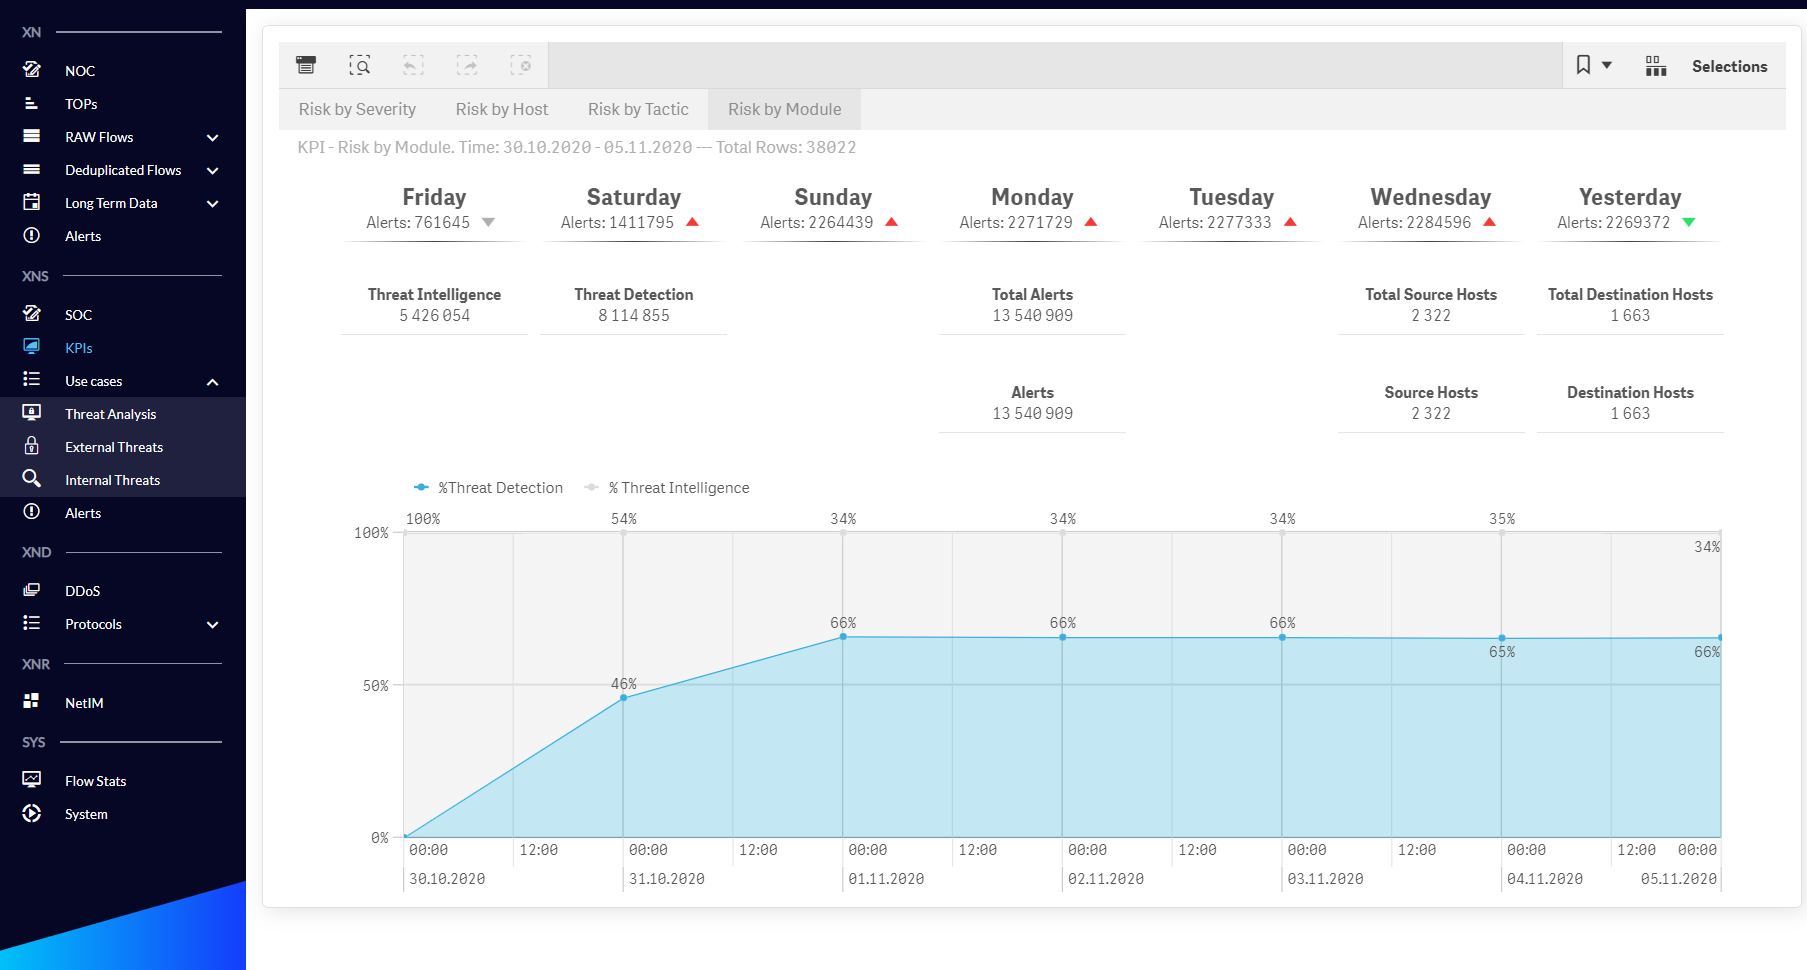 XN
NOC
TOPs
RAW Flows
Deduplicated Flows
Long Term Data
Alerts
XNS
SOC
KPIs
Use cases
Threat Analysis
External Threats
Internal Threats
Alerts
XND
DDoS
Protocols
XNR
NetIM
SYS
Flow Stats
System
Selections
Risk by Severity Risk by Host Risk by Tactic Risk by Module
KPI - Risk by Module. Time: 30.10.2020 - 05.11.2020 --- Total Rows: 38022
Friday Saturday Sunday Monday Tuesday Wednesday Yesterday
Alerts: 761645 Alerts: 1411795 Alerts: 2264439 Alerts: 2271729 Alerts: 2277333 Alerts: 2284596 Alerts: 2269372
Threat Intelligence Threat Detection Total Alerts Total Source Hosts Total Destination Hosts
5 426 054 8 114 855 13 540 909 2 322 1 663
Alerts Source Hosts Destination Hosts
13 540 909 2 322 1 663
%Threat Detection % Threat Intelligence
100% 54% 34% 34% 34% 35%
100%
34%
66% 66% 66%
65% 66%
46%
50%
0%
00:00 12:00 00:00 12:00 00:00 12:00 00:00 12:00 00:00 12:00 00:00 12:00 00:00
30.10.2020 31.10.2020 01.11.2020 02.11.2020 03.11.2020 04.11.2020 05.11.2020